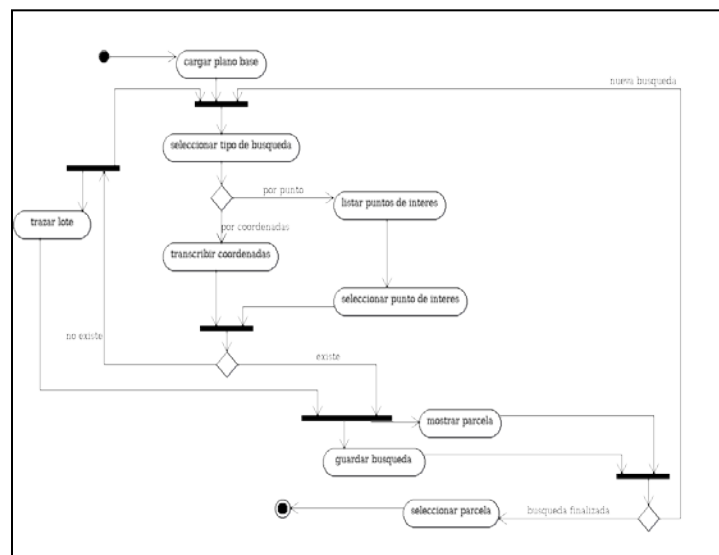 cargar plano base
nueva busqueda
seleccionar tipo de busqueda
por punto
listar puntos de interes
trazar lote
por coordenadas
transcribir coordenadas
seleccionar punto de interes
no existe
existe
mostrar parcela
guardar busqueda
seleccionar parcela
busqueda finalizada